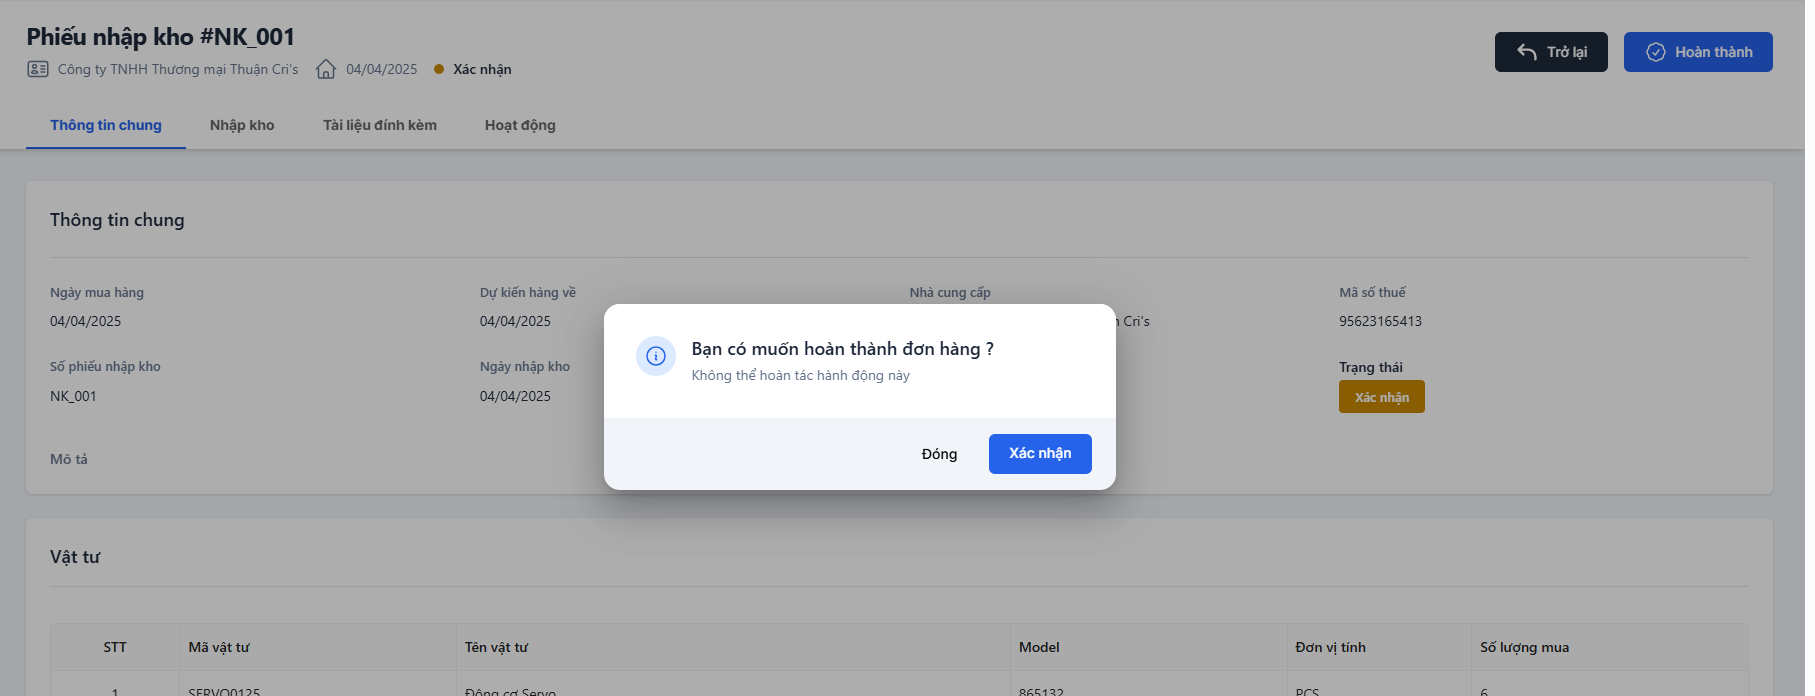 Phiếu nhập kho #NK_001
Công ty TNHH Thương mại Thuận Cri's 04/04/2025 Xác nhận
Trở lại Hoàn thành
Thông tin chung Nhập kho Tài liệu đính kèm Hoạt động
Thông tin chung
Ngày mua hàng Dự kiến hàng về Nhà cung cấp Mã số thuế
04/04/2025 04/04/2025 Cri's 95623165413
Số phiếu nhập kho Ngày nhập kho Trạng thái
NK_001 04/04/2025 Xác nhận
Mô tả
Bạn có muốn hoàn thành đơn hàng ?
Không thể hoàn tác hành động này
Đóng Xác nhận
Vật tư
STT Mã vật tư Tên vật tư Model Đơn vị tính Số lượng mua
1 SERVO0125 Động cơ Servo 865132 PCS 6